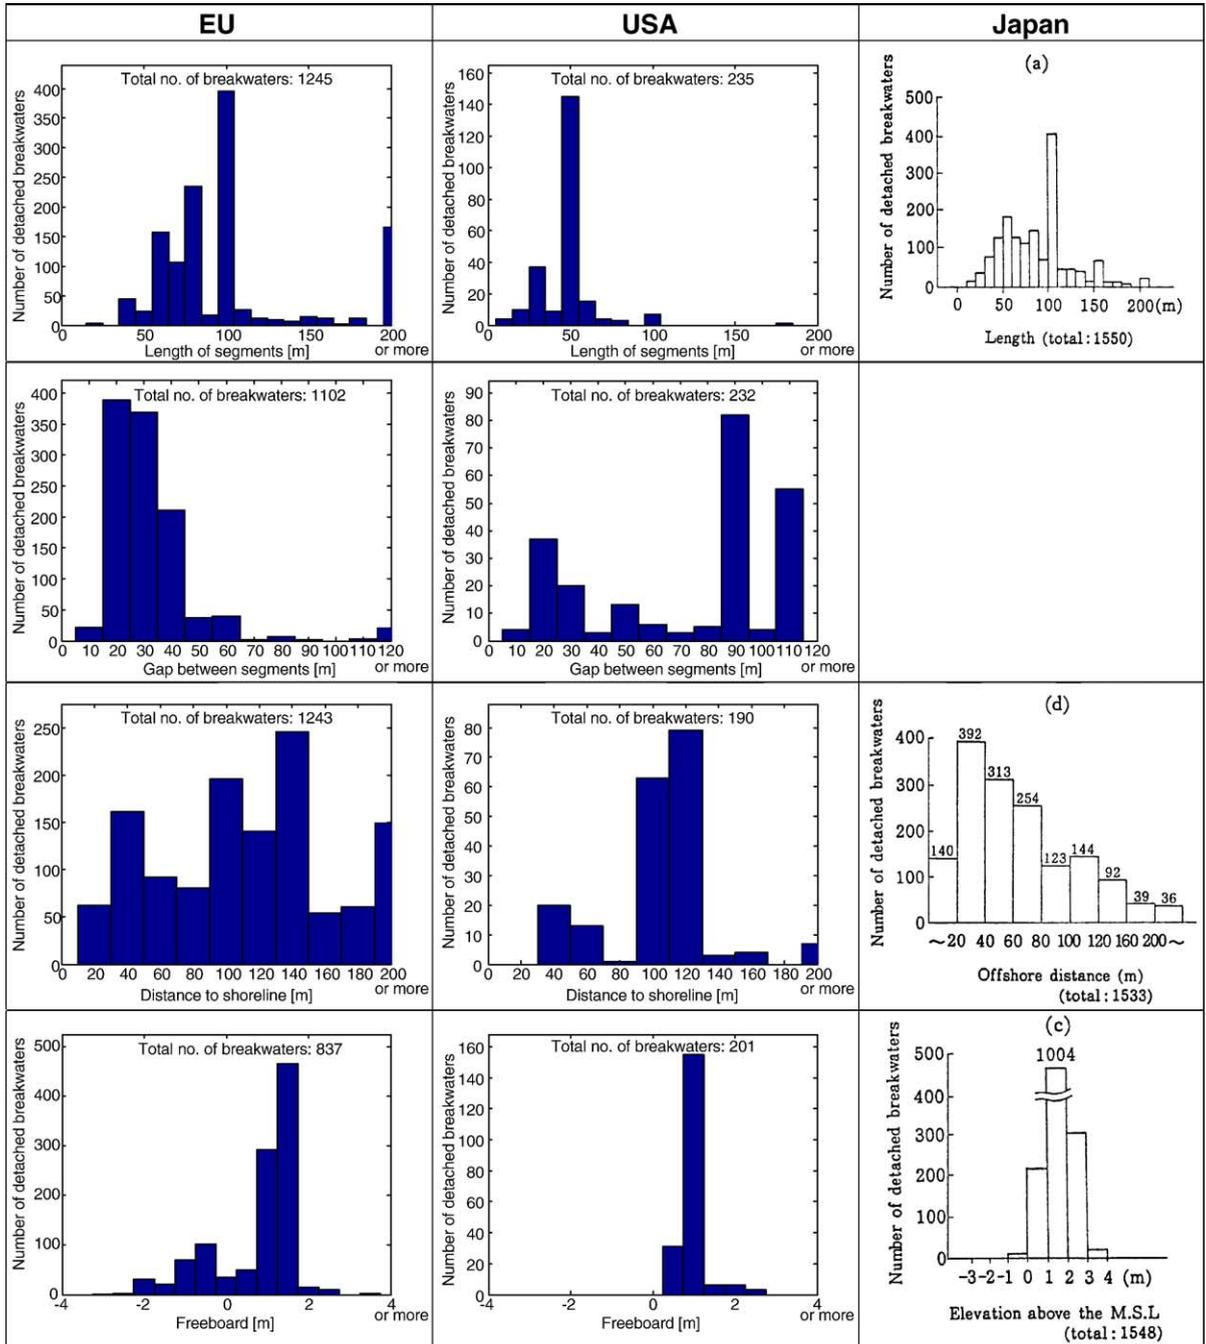 EU
USA
Japan
Total no. of breakwaters: 1245
Number of detached breakwaters
400
350
300
250
200
150
100
50
0
0 50 100 150 200
Length of segments [m] or more
Total no. of breakwaters: 235
Number of detached breakwaters
160
140
120
100
80
60
40
20
0
0 50 100 150 200
Length of segments [m] or more
(a)
Number of detached breakwaters
500
400
300
200
100
0
0 50 100 150 200(m)
Length (total:1550)
Total no. of breakwaters: 1102
Number of detached breakwaters
400
350
300
250
200
150
100
50
0
0 10 20 30 40 50 60 70 80 90 100 110 120
Gap between segments [m] or more
Total no. of breakwaters: 232
Number of detached breakwaters
90
80
70
60
50
40
30
20
10
0
0 10 20 30 40 50 60 70 80 90 100 110 120
Gap between segments [m] or more
Total no. of breakwaters: 1243
Number of detached breakwaters
250
200
150
100
50
0
20 40 60 80 100 120 140 160 180 200
Distance to shoreline [m] or more
Total no. of breakwaters: 190
Number of detached breakwaters
80
70
60
50
40
30
20
10
0
0 20 40 60 80 100 120 140 160 180 200
Distance to shoreline [m] or more
(d)
Number of detached breakwaters
400
300
200
100
0
140 392 313 254 123 144 92 39 36
~20 40 60 80 100 120 160 200~
Offshore distance (m)
(total:1533)
Total no. of breakwaters: 837
Number of detached breakwaters
500
400
300
200
100
0
-4 -2 0 2 4
Freeboard [m] or more
Total no. of breakwaters: 201
Number of detached breakwaters
160
140
120
100
80
60
40
20
0
-4 -2 0 2 4
Freeboard [m] or more
(c)
Number of detached breakwaters
1004
500
400
300
200
100
0
-3-2-1 0 1 2 3 4 (m)
Elevation above the M.S.L
(total:1548)